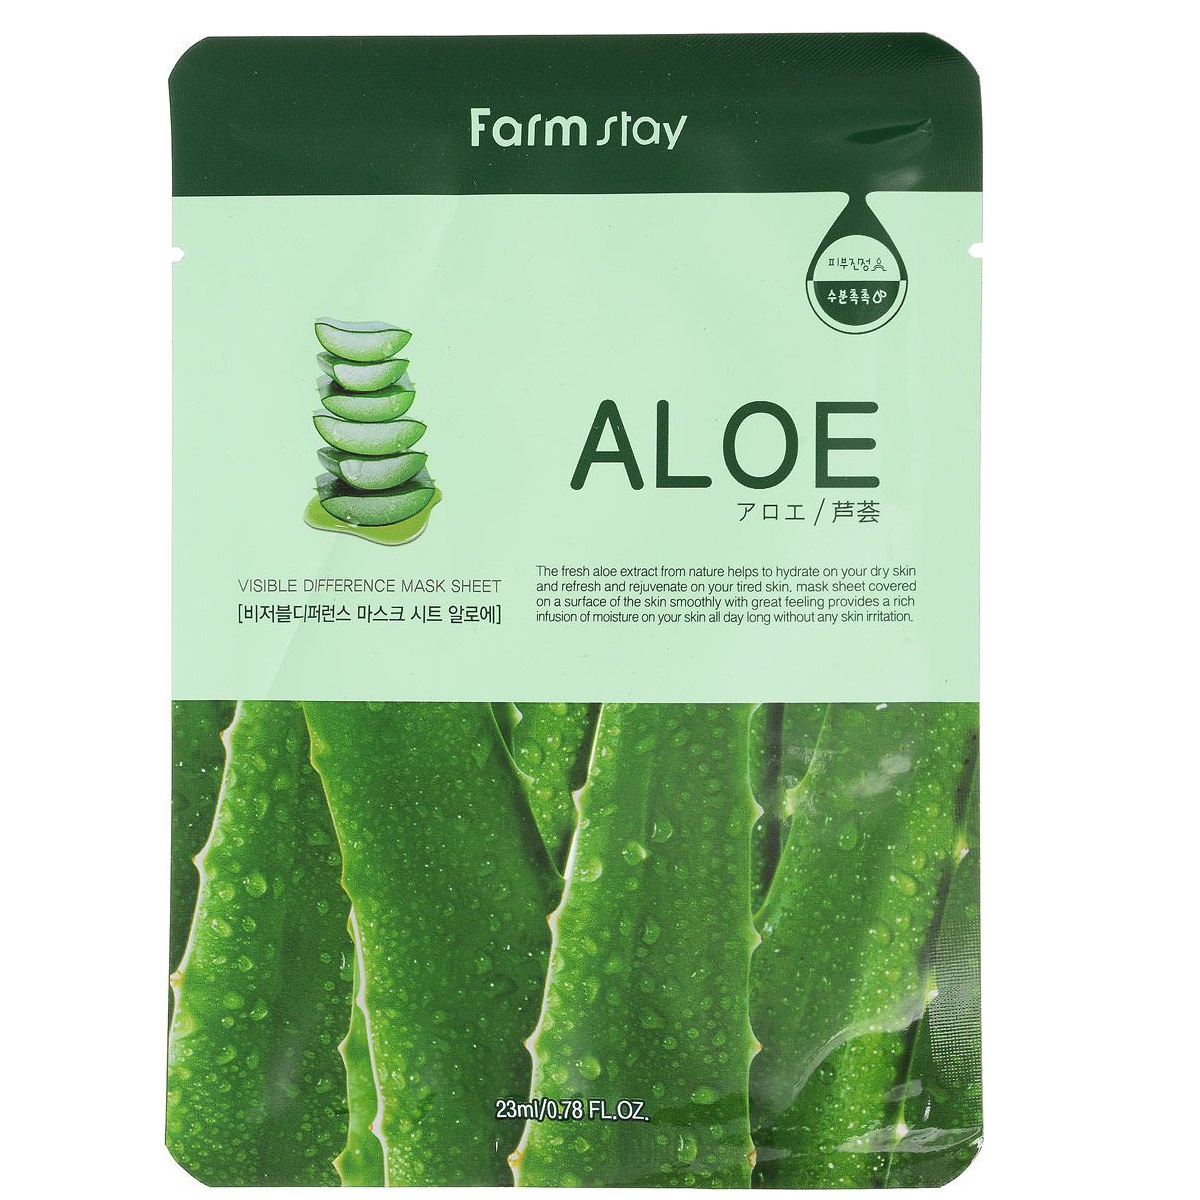 Farm stay
피부진정
수분촉촉
ALOE
アロエ/芦荟
VISIBLE DIFFERENCE MASK SHEET
[비저블디퍼런스 마스크 시트 알로에]
The fresh aloe extract from nature helps to hydrate on your dry skin
and refresh and rejuvenate on your tired skin, mask sheet covered
on a surface of the skin smoothly with great feeling provides a rich
infusion of moisture on your skin all day long without any skin irritation.
23ml/0.78 FL.OZ.